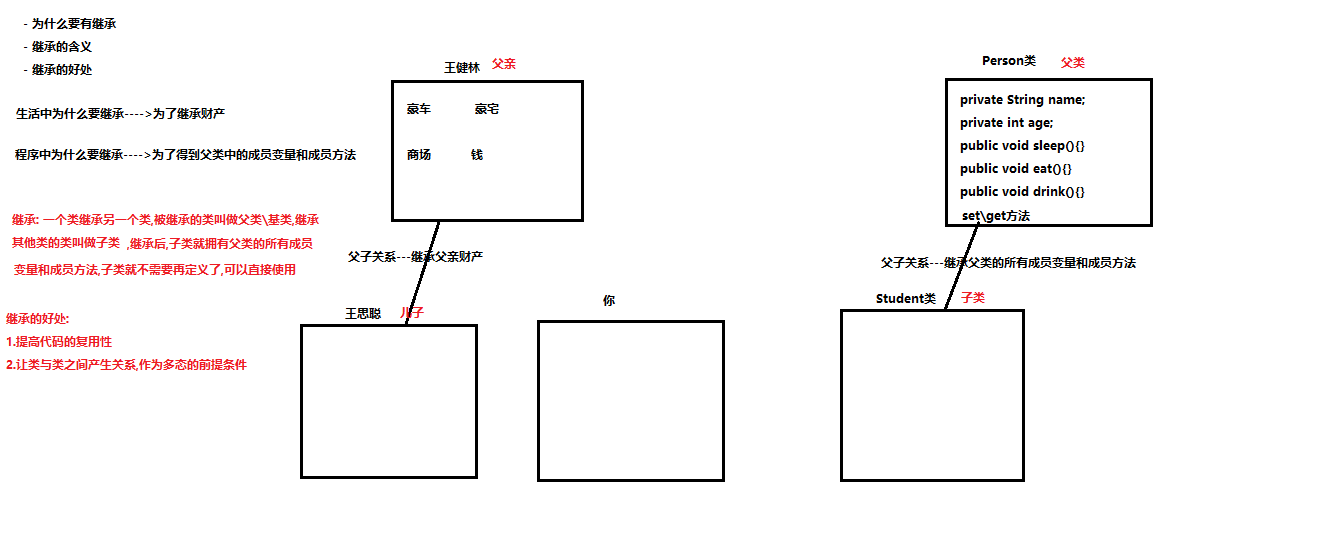 - 为什么要有继承
- 继承的含义
- 继承的好处
生活中为什么要继承---->为了继承财产
程序中为什么要继承---->为了得到父类中的成员变量和成员方法
继承: 一个类继承另一个类,被继承的类叫做父类\基类,继承
其他类的类叫做子类 ,继承后,子类就拥有父类的所有成员
变量和成员方法,子类就不需要再定义了,可以直接使用
继承的好处:
1.提高代码的复用性
2.让类与类之间产生关系,作为多态的前提条件
王健林 父亲
豪车 豪宅
商场 钱
父子关系---继承父亲财产
王思聪 儿子
你
Person类 父类
private String name;
private int age;
public void sleep(){}
public void eat(){}
public void drink(){}
set\get方法
父子关系---继承父类的所有成员变量和成员方法
Student类 子类